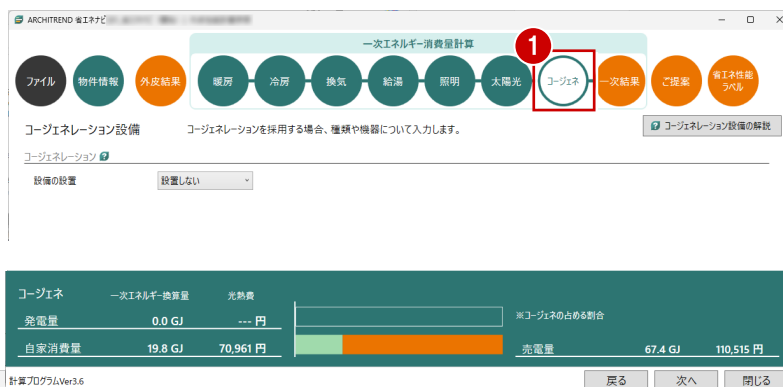 ARCHITREND 省エネナビ
一次エネルギー消費量計算
1
ファイル
物件情報
外皮結果
暖房
冷房
換気
給湯
照明
太陽光
コージェネ
一次結果
ご提案
省エネ性能
ラベル
コージェネレーション設備
コージェネレーションを採用する場合、種類や機器について入力します。
コージェネレーション設備の解説
コージェネレーション
設備の設置
設置しない
コージェネ
一次エネルギー換算量
光熱費
発電量
0.0 GJ
--- 円
※コージェネの占める割合
自家消費量
19.8 GJ
70,961 円
売電量
67.4 GJ
110,515 円
計算プログラムVer3.6
戻る
次へ
閉じる